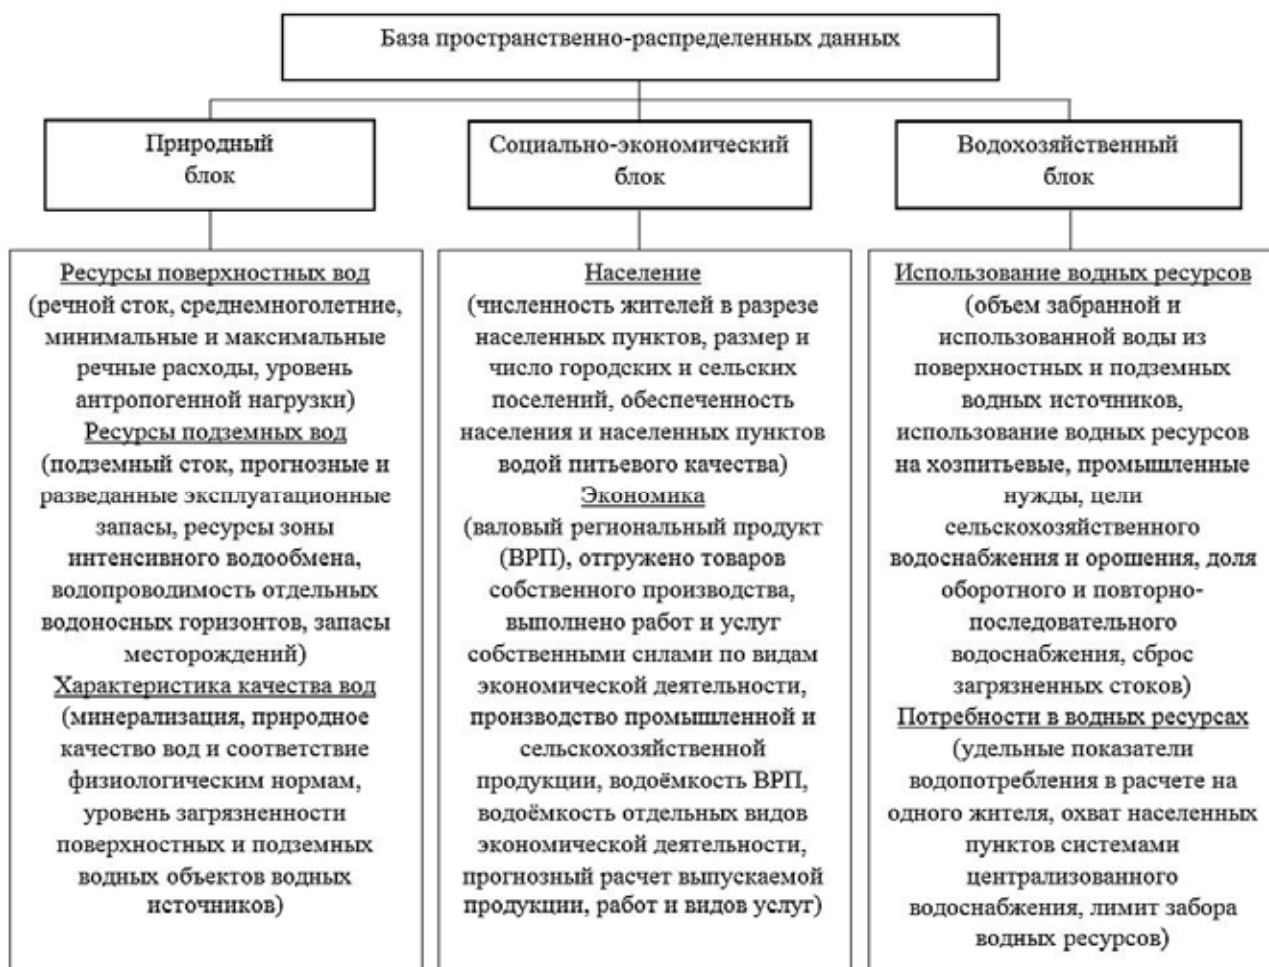 База пространственно-распределенных данных
Природный
блок
Социально-экономический
блок
Водохозяйственный
блок
Ресурсы поверхностных вод
(речной сток, среднемноголетние,
минимальные и максимальные
речные расходы, уровень
антропогенной нагрузки)
Ресурсы подземных вод
(подземный сток, прогнозные и
разведанные эксплуатационные
запасы, ресурсы зоны
интенсивного водообмена,
водопроводимость отдельных
водоносных горизонтов, запасы
месторождений)
Характеристика качества вод
(минерализация, природное
качество вод и соответствие
физиологическим нормам,
уровень загрязненности
поверхностных и подземных
водных объектов водных
источников)
Население
(численность жителей в разрезе
населенных пунктов, размер и
число городских и сельских
поселений, обеспеченность
населения и населенных пунктов
водой питьевого качества)
Экономика
(валовый региональный продукт
(ВРП), отгружено товаров
собственного производства,
выполнено работ и услуг
собственными силами по видам
экономической деятельности,
производство промышленной и
сельскохозяйственной
продукции, водоёмкость ВРП,
водоёмкость отдельных видов
экономической деятельности,
прогнозный расчет выпускаемой
продукции, работ и видов услуг)
Использование водных ресурсов
(объем забранной и
использованной воды из
поверхностных и подземных
водных источников,
использование водных ресурсов
на хозпитьевые, промышленные
нужды, цели
сельскохозяйственного
водоснабжения и орошения, доля
оборотного и повторно-
последовательного
водоснабжения, сброс
загрязненных стоков)
Потребности в водных ресурсах
(удельные показатели
водопотребления в расчете на
одного жителя, охват населенных
пунктов системами
централизованного
водоснабжения, лимит забора
водных ресурсов)